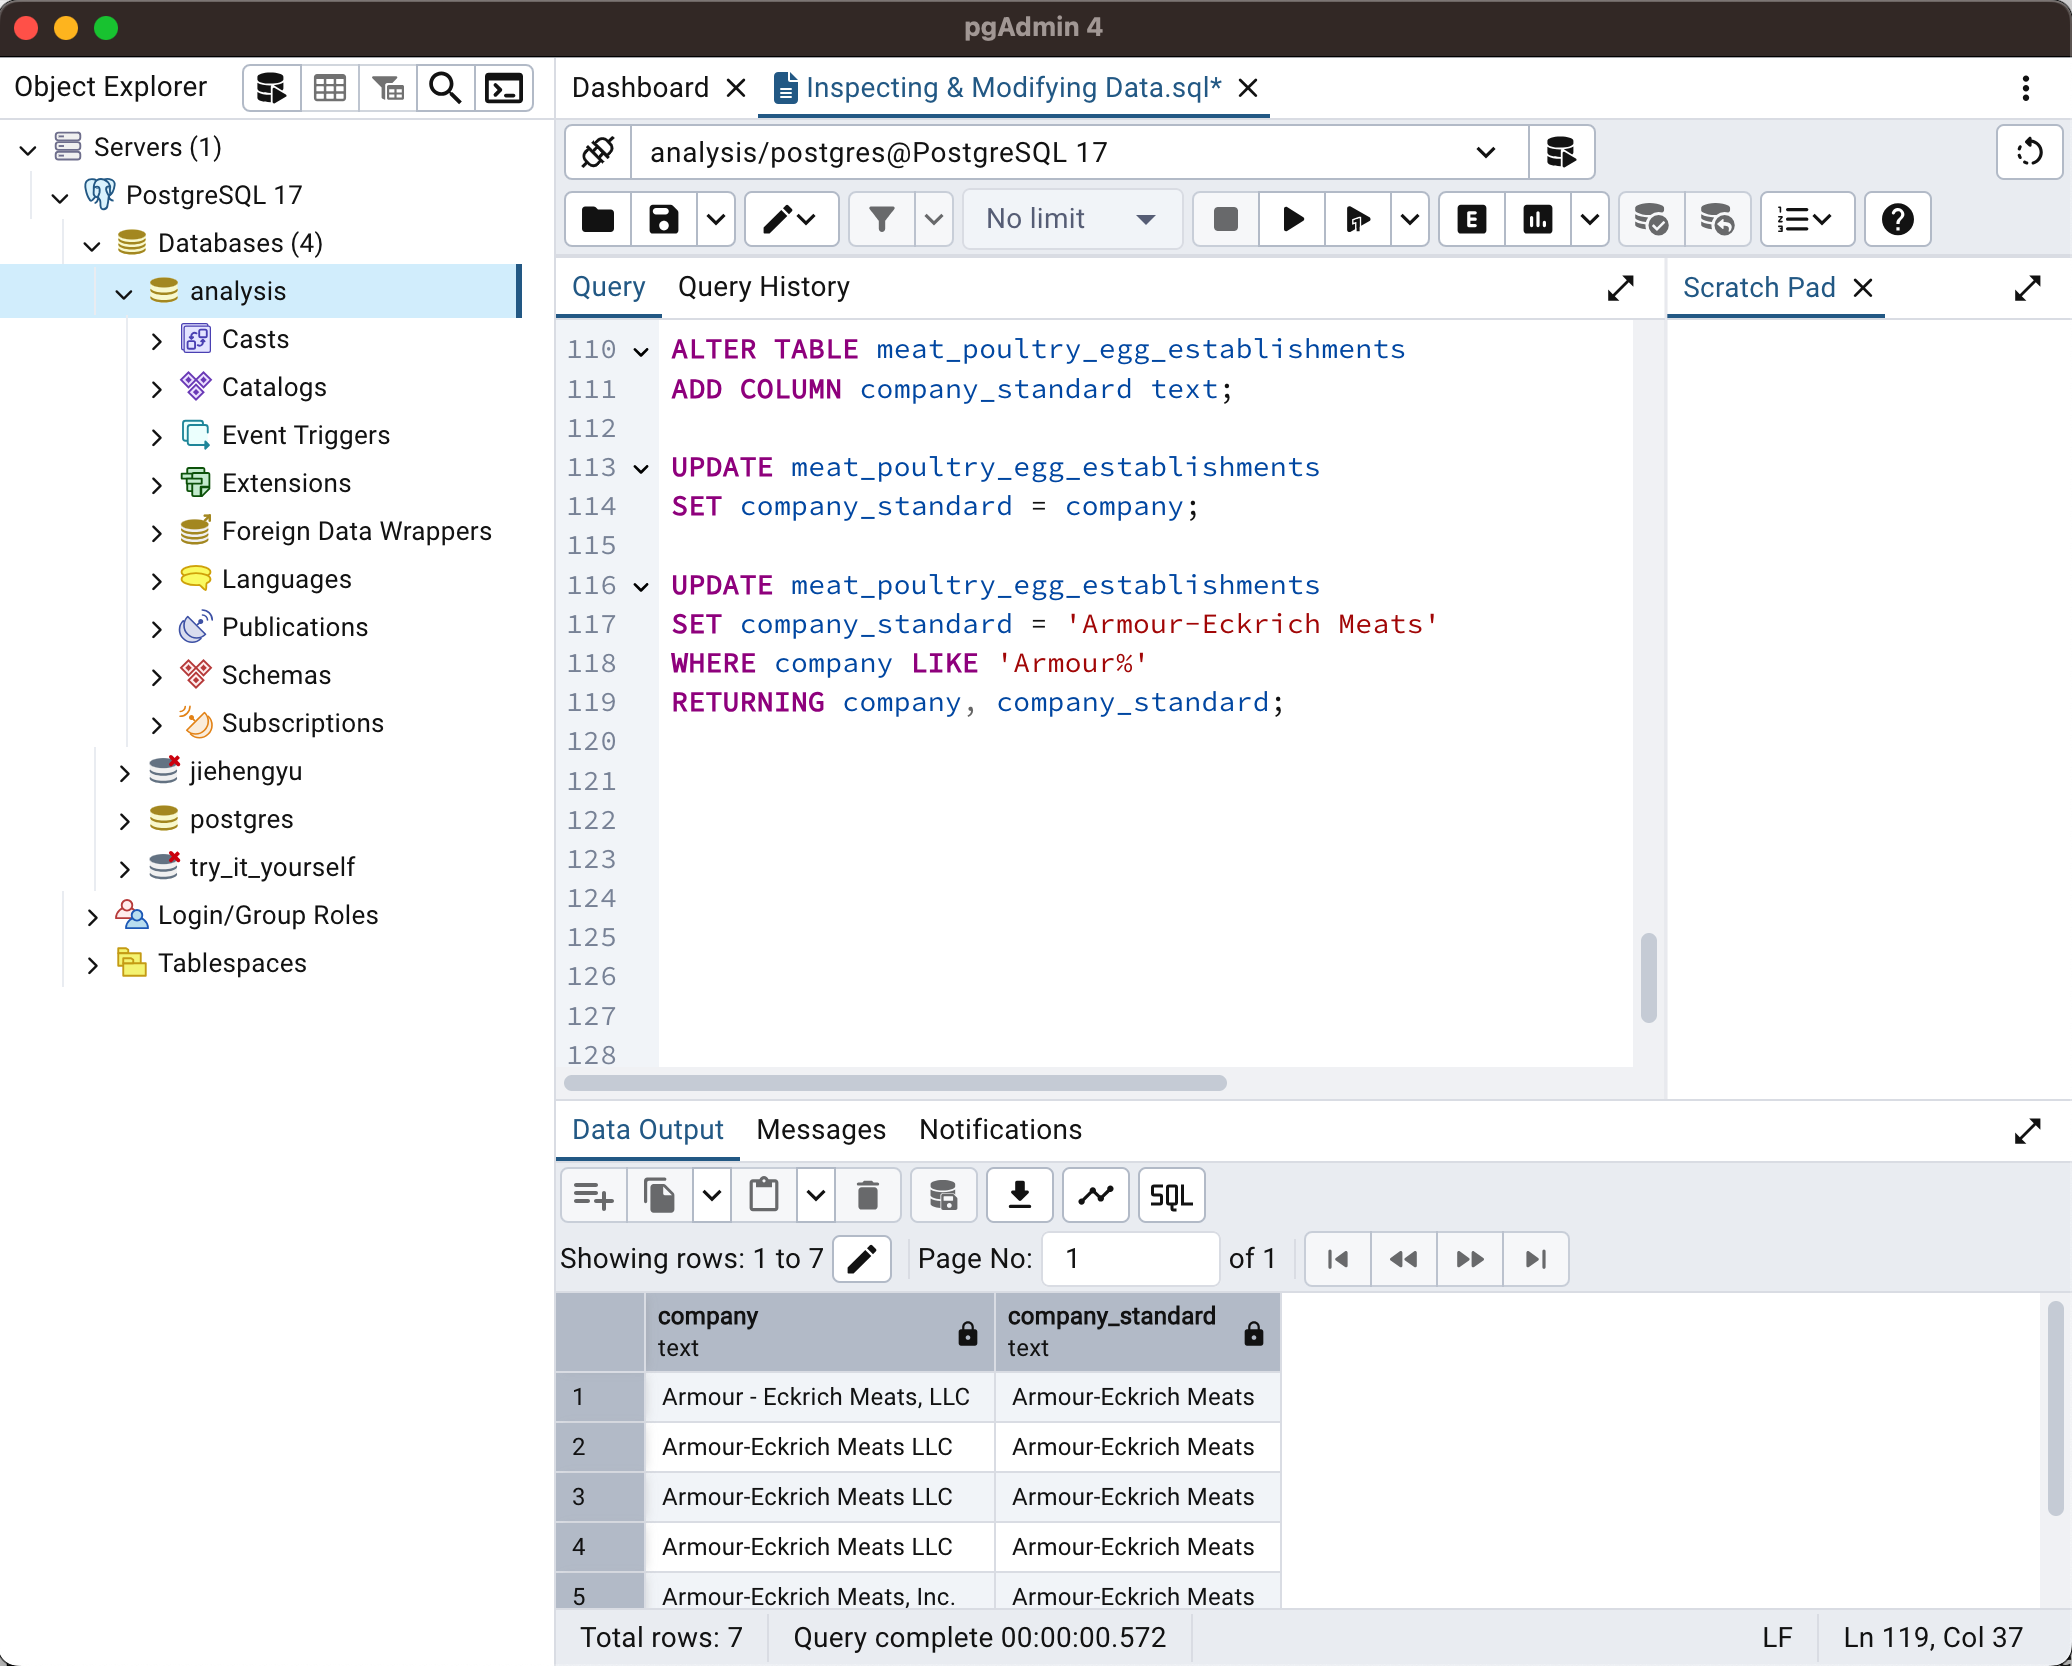 pgAdmin 4
Object Explorer
Servers (1)
PostgreSQL 17
Databases (4)
analysis
Casts
Catalogs
Event Triggers
Extensions
Foreign Data Wrappers
Languages
Publications
Schemas
Subscriptions
jiehengyu
postgres
try_it_yourself
Login/Group Roles
Tablespaces
Dashboard
Inspecting & Modifying Data.sql*
analysis/postgres@PostgreSQL 17
No limit
E
Query Query History
Scratch Pad
110 ALTER TABLE meat_poultry_egg_establishments
111 ADD COLUMN company_standard text;
112
113 UPDATE meat_poultry_egg_establishments
114 SET company_standard = company;
115
116 UPDATE meat_poultry_egg_establishments
117 SET company_standard = 'Armour-Eckrich Meats'
118 WHERE company LIKE 'Armour%'
119 RETURNING company, company_standard;
120
121
122
123
124
125
126
127
128
Data Output Messages Notifications
SQL
Showing rows: 1 to 7 Page No: 1 of 1
company company_standard
text text
1 Armour - Eckrich Meats, LLC Armour-Eckrich Meats
2 Armour-Eckrich Meats LLC Armour-Eckrich Meats
3 Armour-Eckrich Meats LLC Armour-Eckrich Meats
4 Armour-Eckrich Meats LLC Armour-Eckrich Meats
5 Armour-Eckrich Meats, Inc. Armour-Eckrich Meats
Total rows: 7 Query complete 00:00:00.572 LF Ln 119, Col 37